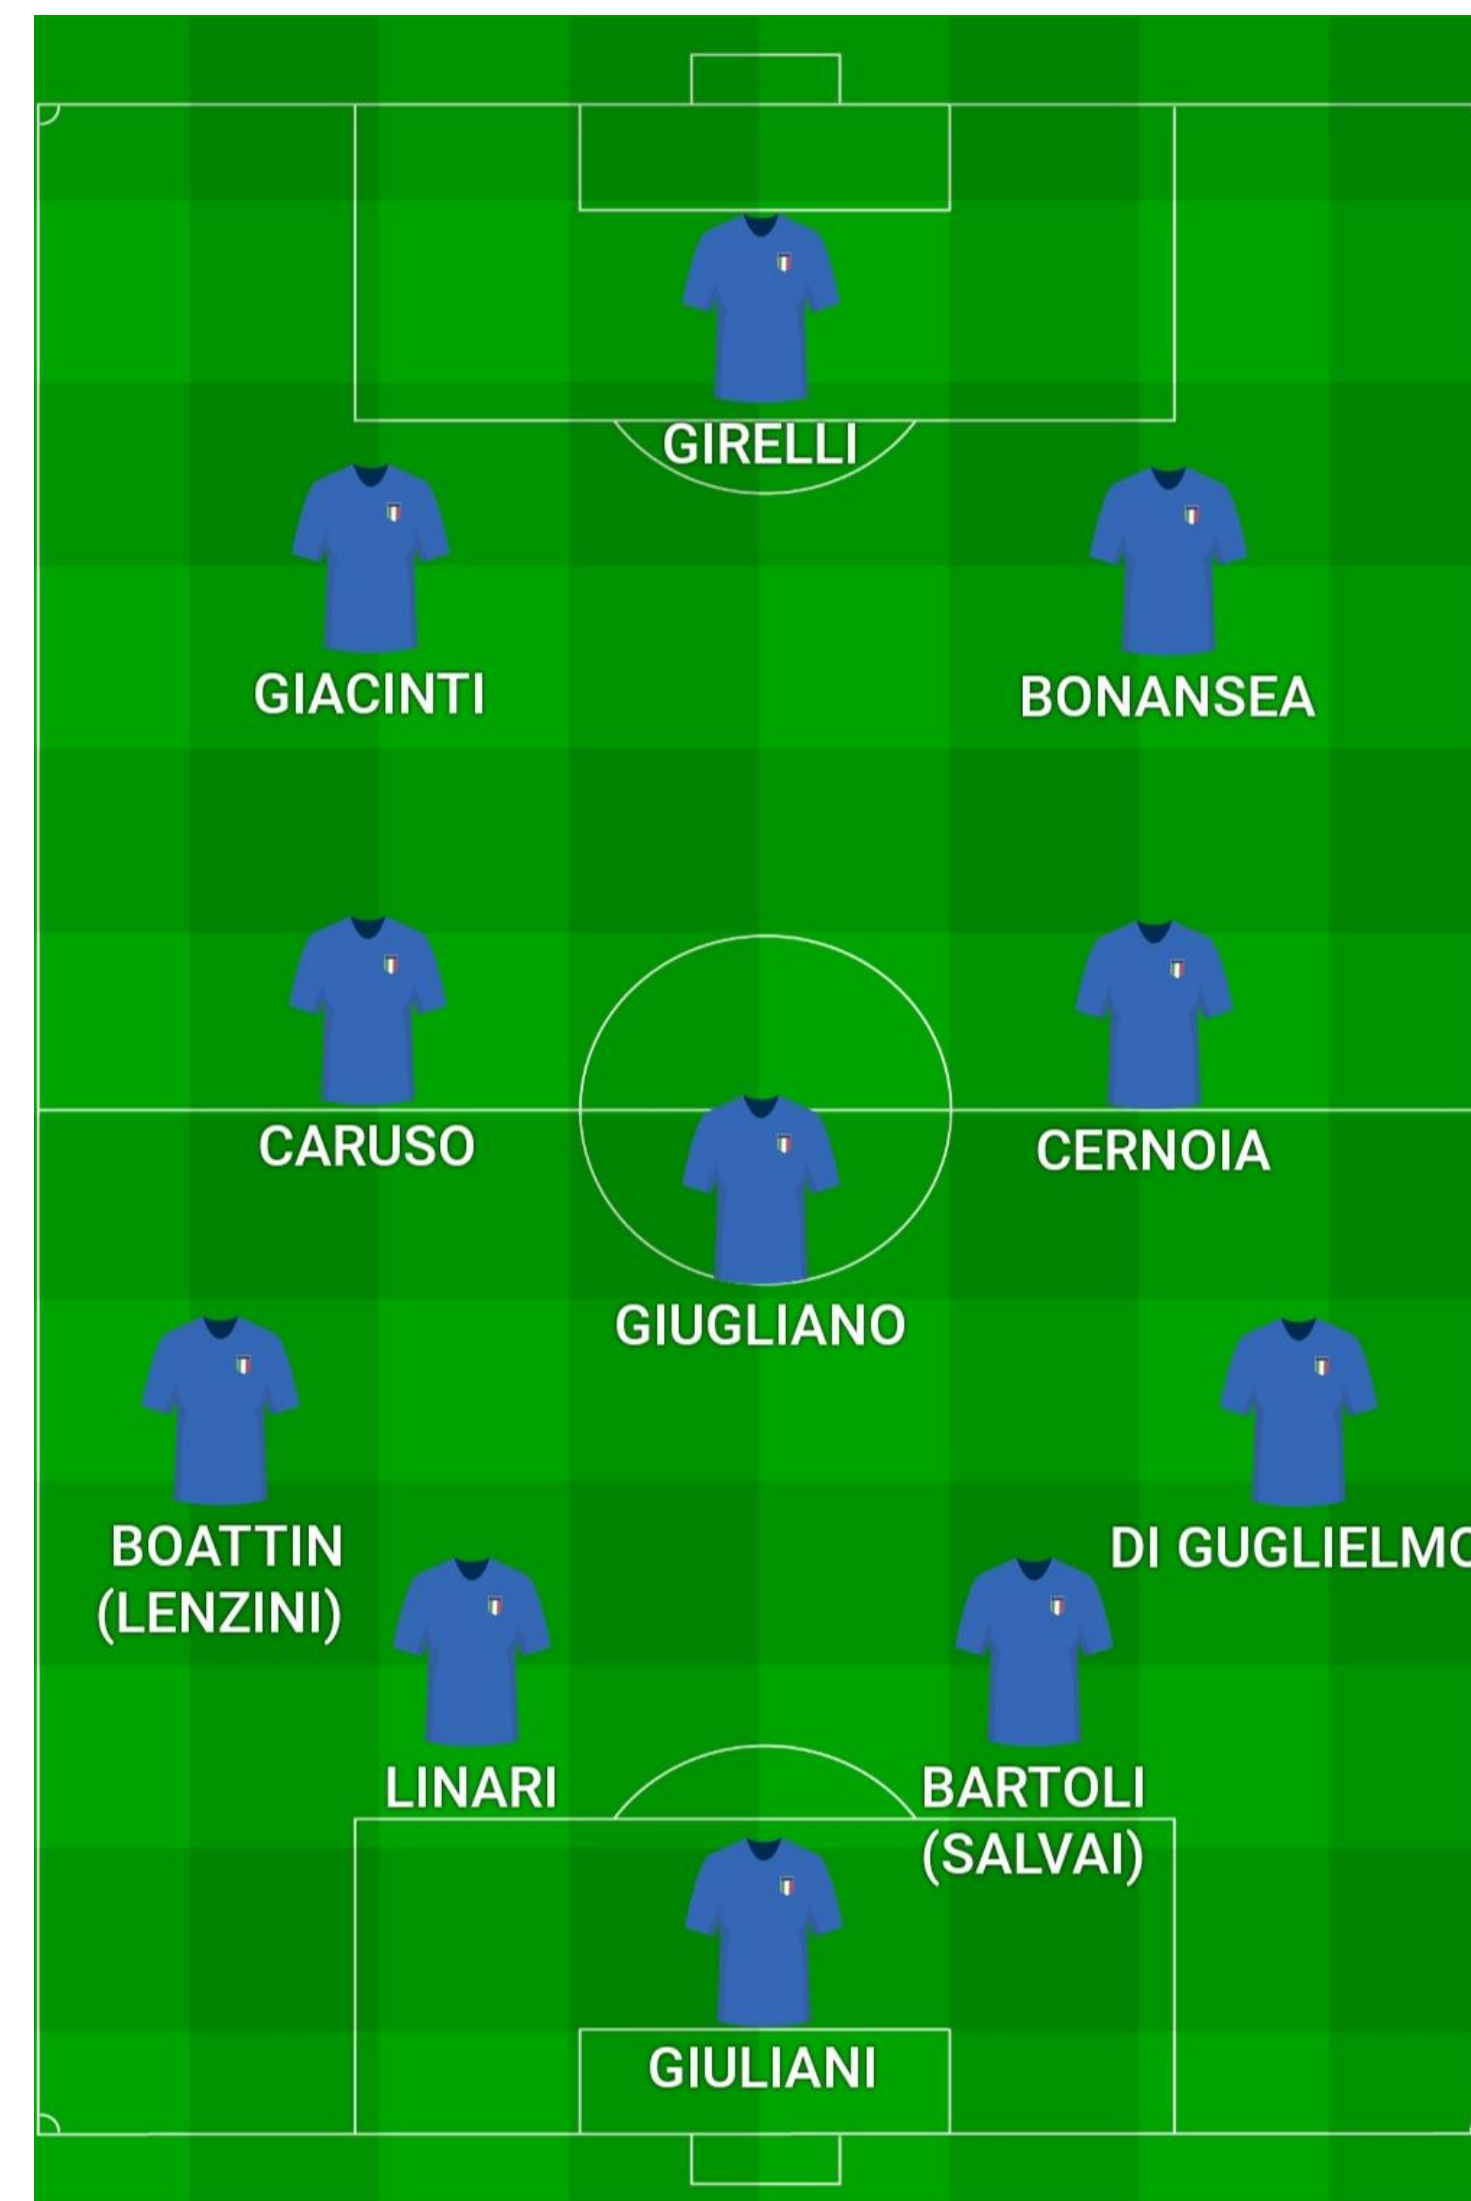 GIRELLI
GIACINTI
BONANSEA
CARUSO
CERNOIA
GIUGLIANO
BOATTIN
(LENZINI)
DI GUGLIELMO
LINARI
BARTOLI
(SALVAI)
GIULIANI